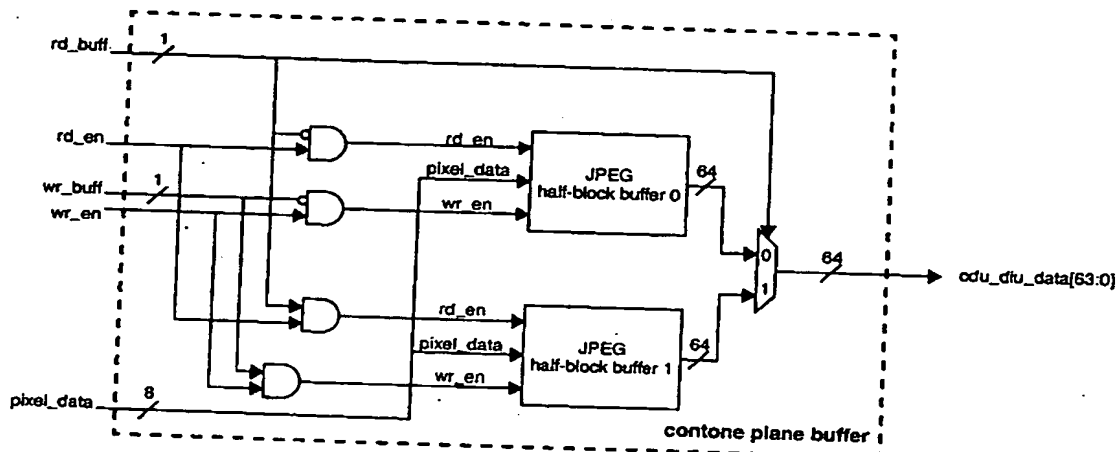 rd_buff
1
rd_en
wr_buff
1
wr_en
pixel_data
8
rd_en
pixel_data
wr_en
JPEG
half-block buffer 0
64
rd_en
pixel_data
wr_en
JPEG
half-block buffer 1
64
0
1
64
cdu_diu_data[63:0]
contone plane buffer